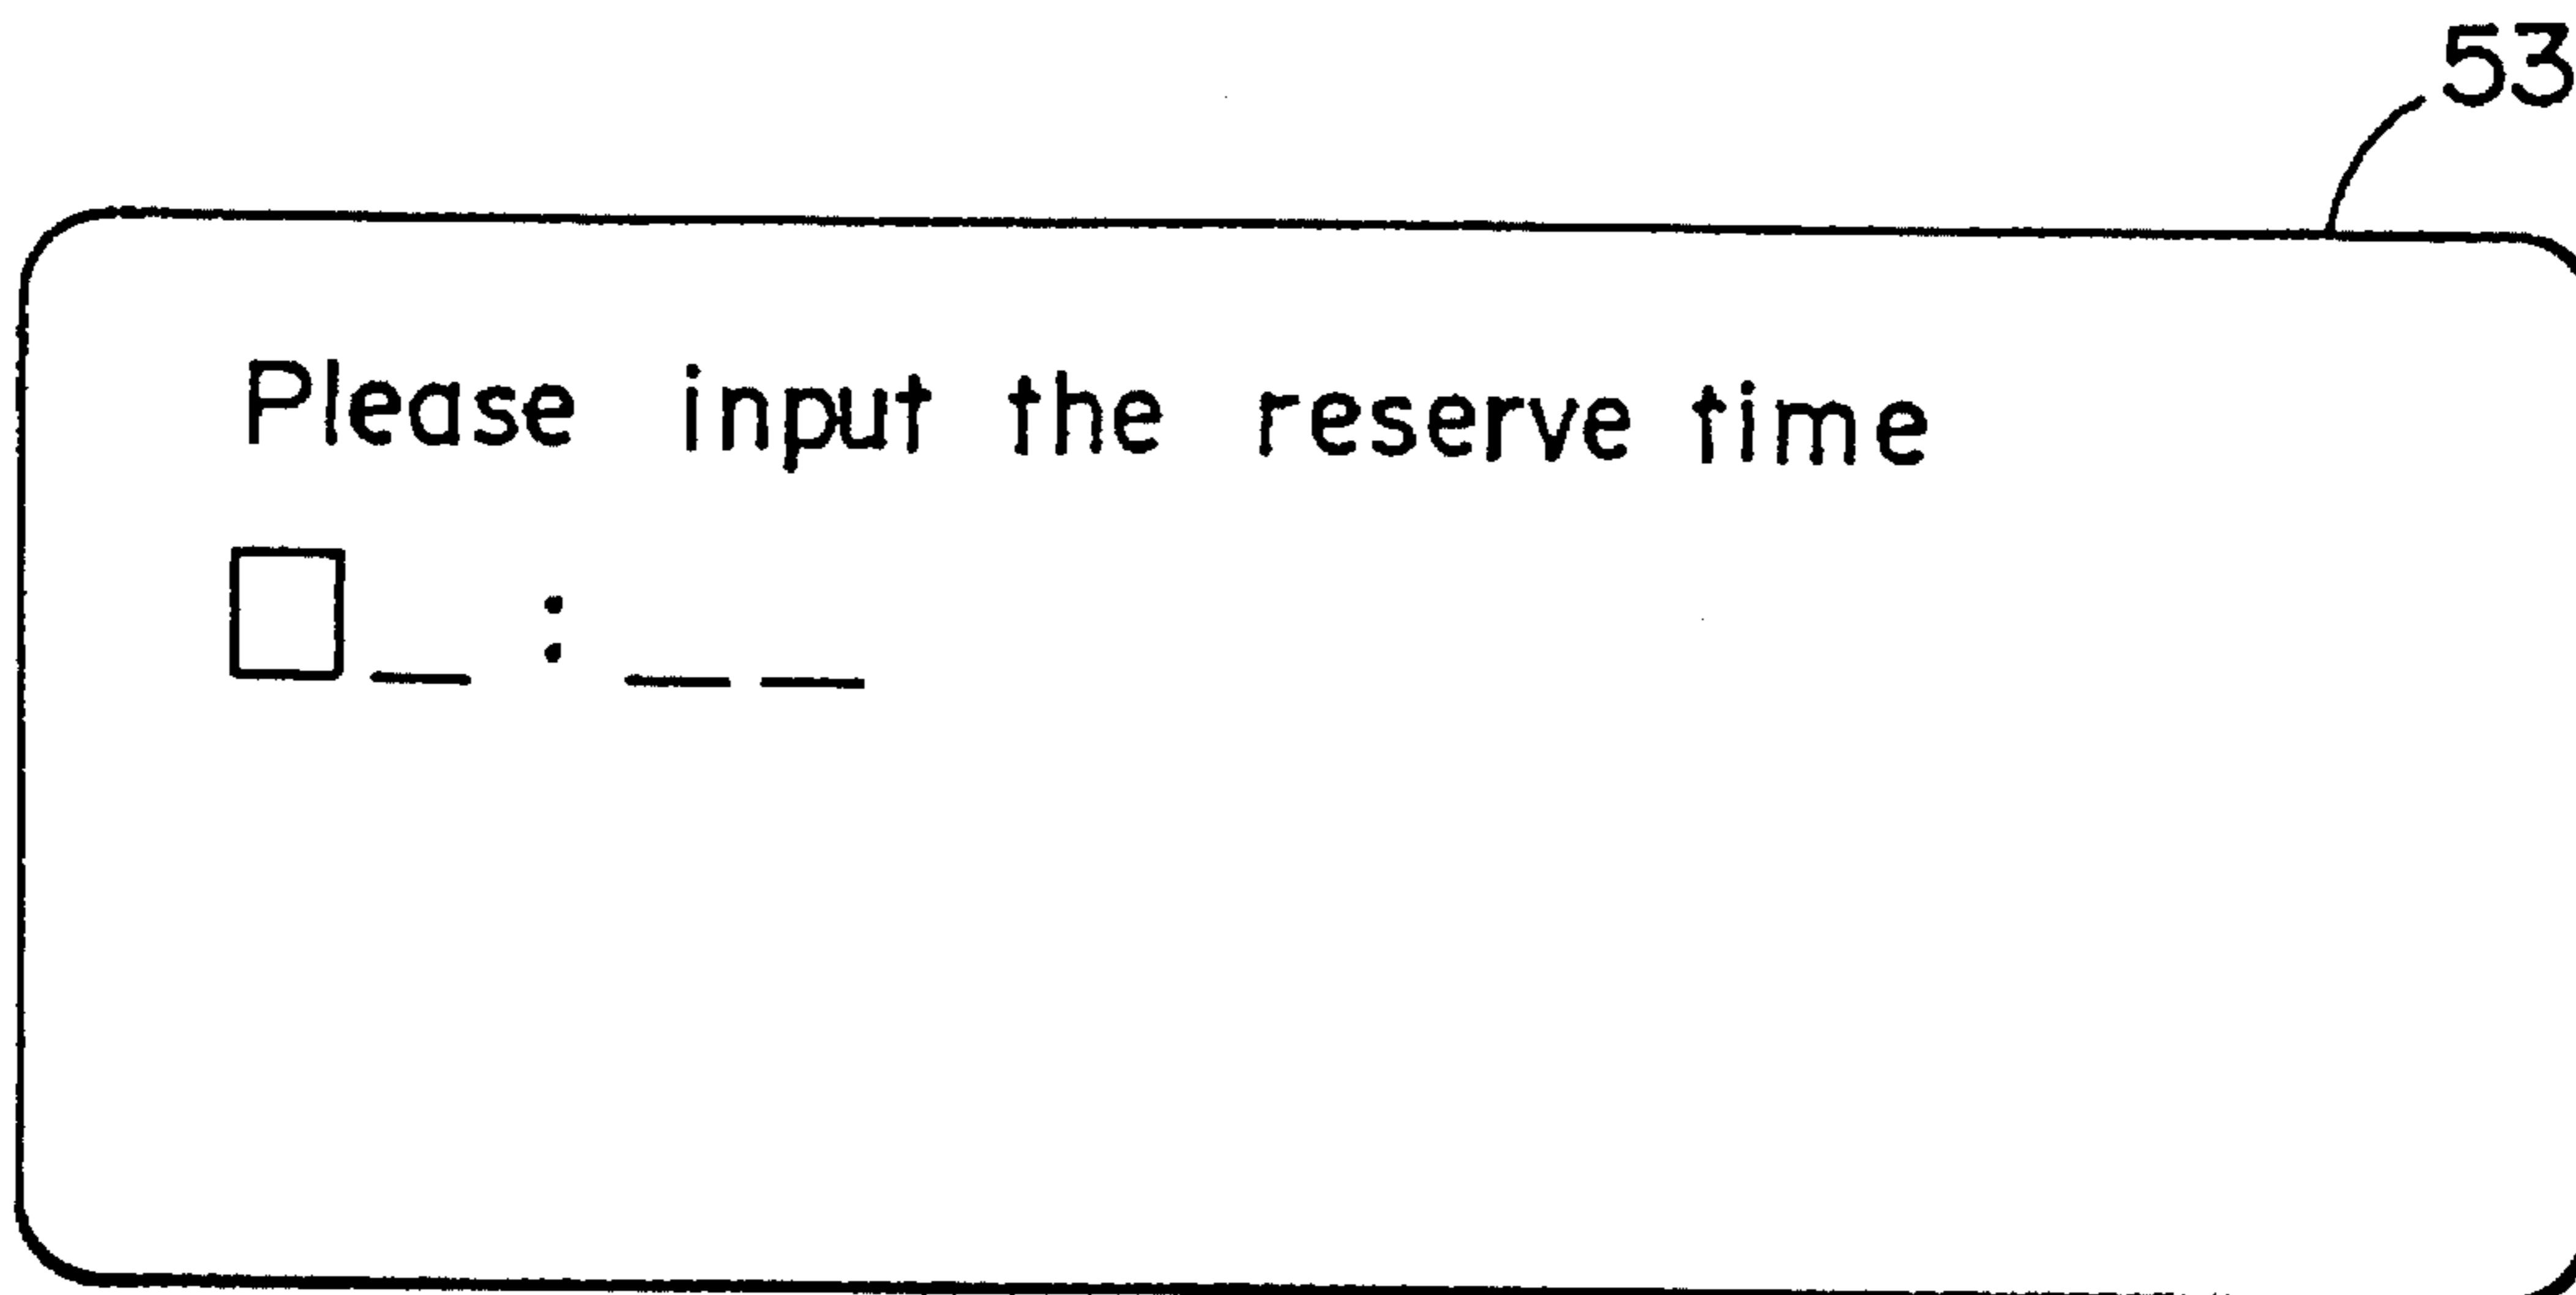 53
Please input the reserve time
□_ : _ _